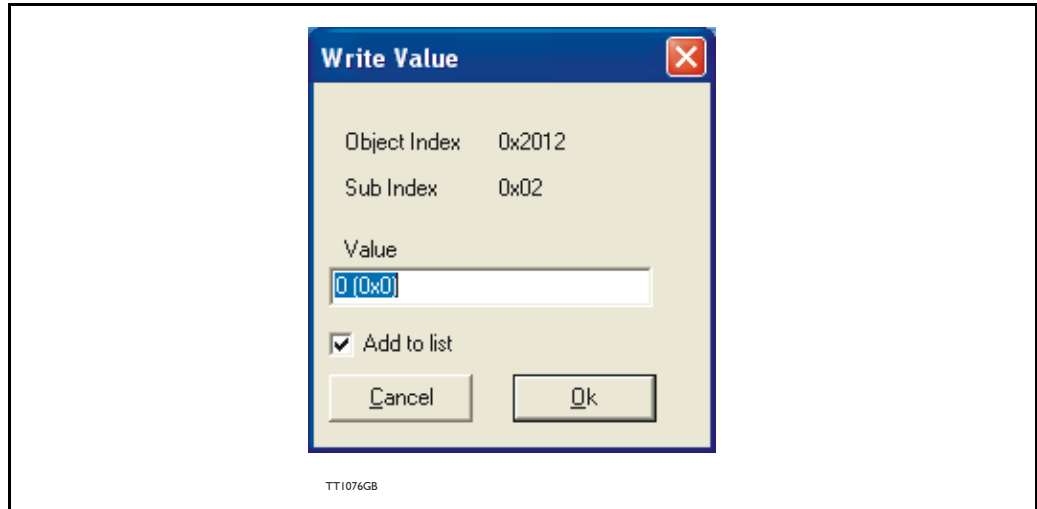 Write Value
Object Index 0x2012
Sub Index 0x02
Value
0 (0x0)
Add to list
Cancel Ok
TT1076GB